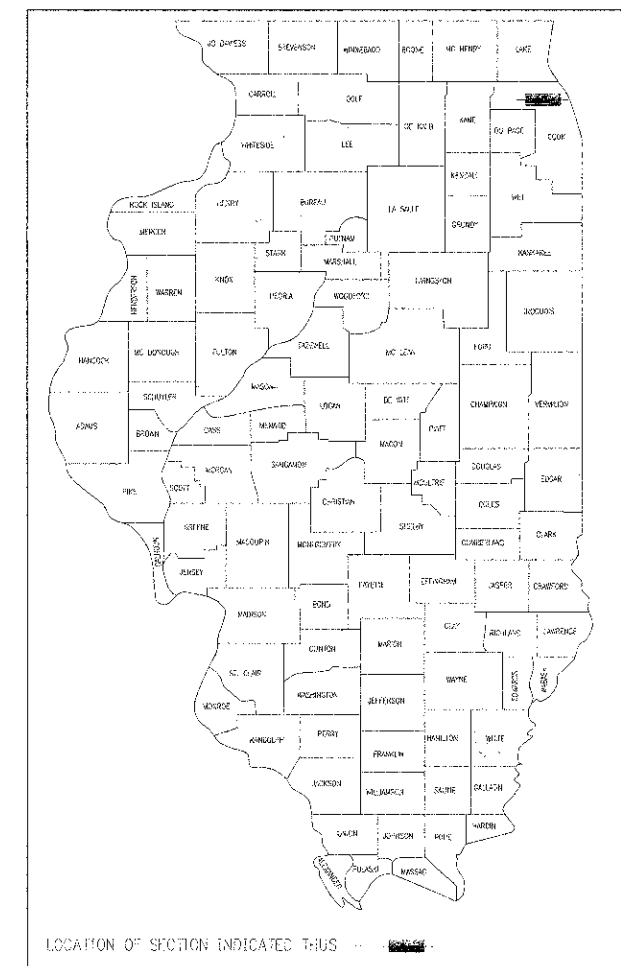 JO DAVIESS STEVENSON WINNEBAGO BOONE MC HENRY LAKE
CARROLL OGLE DE KALB KANE COOK
DU PAGE
WHITESIDE LEE
KENDALL
ROCK ISLAND HENRY BUREAU LA SALLE WILL
GRUNDY
MERCER PUTNAM
STARK MARSHALL KANKAKEE
HENDERSON WARREN KNOX PEORIA WOODFORD LIVINGSTON IROQUOIS
FORD
HANCOCK MC DONOUGH FULTON TAZEWELL MC LEAN
MASON
SCHUYLER LOGAN DE WITT CHAMPAIGN VERMILION
ADAMS BROWN CASS MENARD PIATT
MACON
MORGAN SANGAMON DOUGLAS EDGAR
PIKE SCOTT MOULTRIE
CHRISTIAN COLES
GREENE SHELBY
CALHOUN MACOUPIN MONTGOMERY CUMBERLAND CLARK
JERSEY
FAYETTE EFFINGHAM JASPER CRAWFORD
MADISON BOND
CLAY RICHLAND LAWRENCE
CLINTON MARION
ST. CLAIR WAYNE EDWARDS WABASH
WASHINGTON JEFFERSON
MONROE
RANDOLPH PERRY HAMILTON WHITE
FRANKLIN
JACKSON WILLIAMSON SALINE GALLATIN
UNION JOHNSON POPE HARDIN
ALEXANDER PULASKI MASSAC
LOCATION OF SECTION INDICATED THUS -